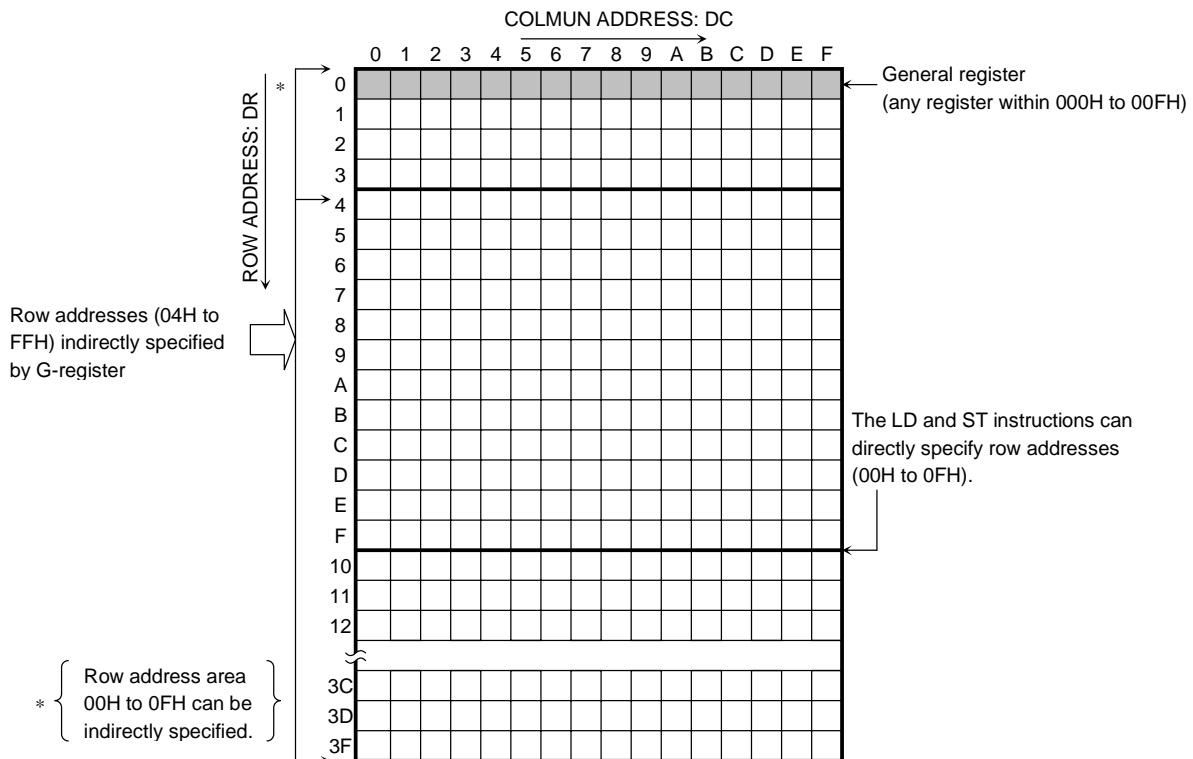 COLMUN ADDRESS: DC
0 1 2 3 4 5 6 7 8 9 A B C D E F
ROW ADDRESS: DR
*
0
1
2
3
4
5
6
7
8
9
A
B
C
D
E
F
10
11
12
3C
3D
3F
General register
(any register within 000H to 00FH)
Row addresses (04H to
FFH) indirectly specified
by G-register
The LD and ST instructions can
directly specify row addresses
(00H to 0FH).
* Row address area
00H to 0FH can be
indirectly specified.